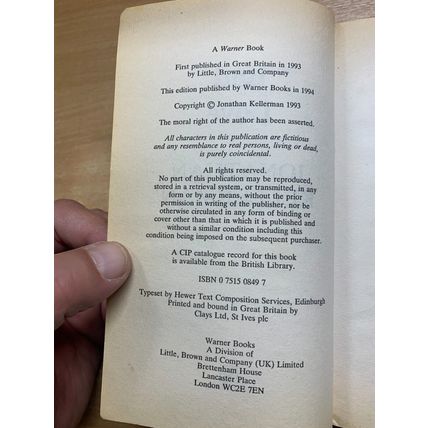 A Warner Book
First published in Great Britain in 1993
by Little, Brown and Company
This edition published by Warner Books in 1994
Copyright © Jonathan Kellerman 1993
The moral right of the author has been asserted.
All characters in this publication are fictitious
and any resemblance to real persons, living or dead,
is purely coincidental.
All rights reserved.
No part of this publication may be reproduced,
stored in a retrieval system, or transmitted, in any
form or by any means, without the prior
permission in writing of the publisher, nor be
otherwise circulated in any form of binding or
cover other than that in which it is published and
without a similar condition including this
condition being imposed on the subsequent purchaser.
A CIP catalogue record for this book
is available from the British Library.
ISBN 0 7515 0849 7
Typeset by Hewer Text Composition Services, Edinburgh
Printed and bound in Great Britain by
Clays Ltd, St Ives plc
Warner Books
A Division of
Little, Brown and Company (UK) Limited
Brettenham House
Lancaster Place
London WC2E 7EN